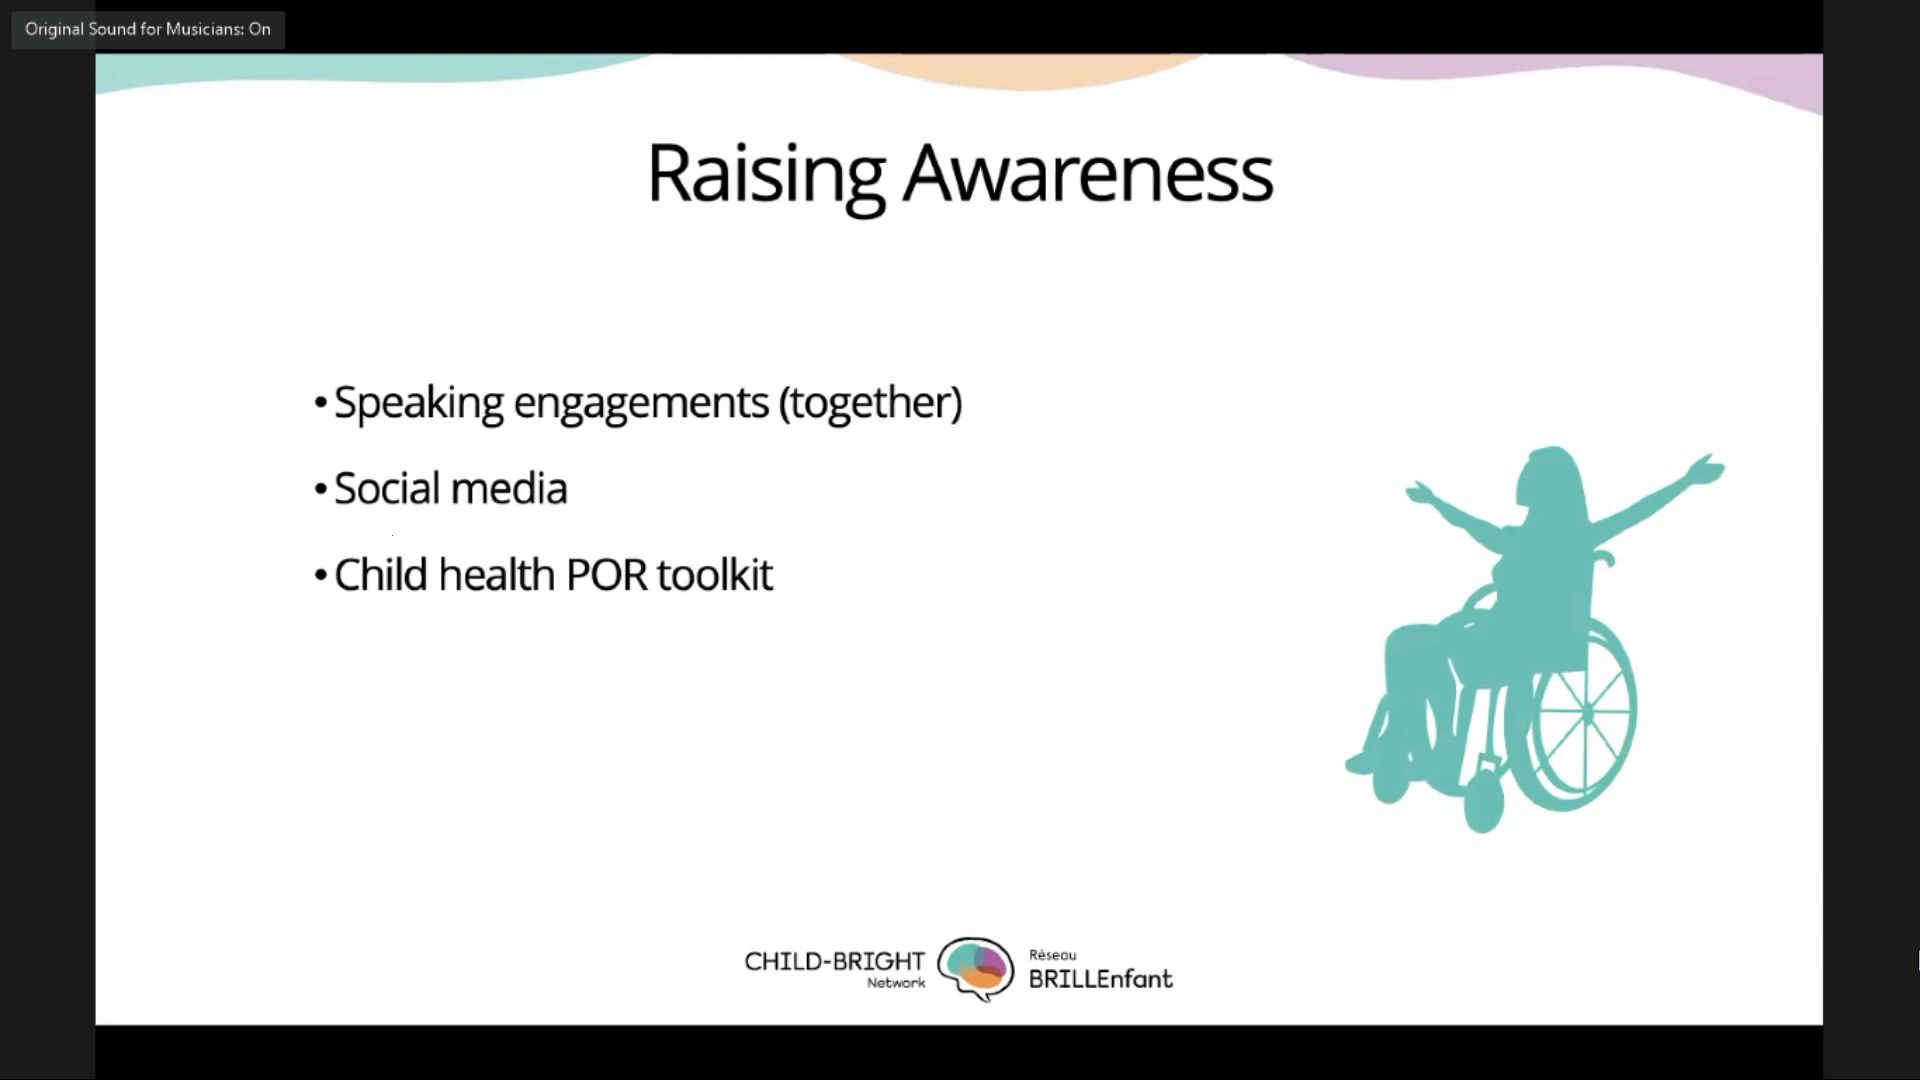 Original Sound for Musicians: On
Raising Awareness
• Speaking engagements (together)
• Social media
• Child health POR toolkit
CHILD-BRIGHT
Network
Réseau
BRILLEnfant